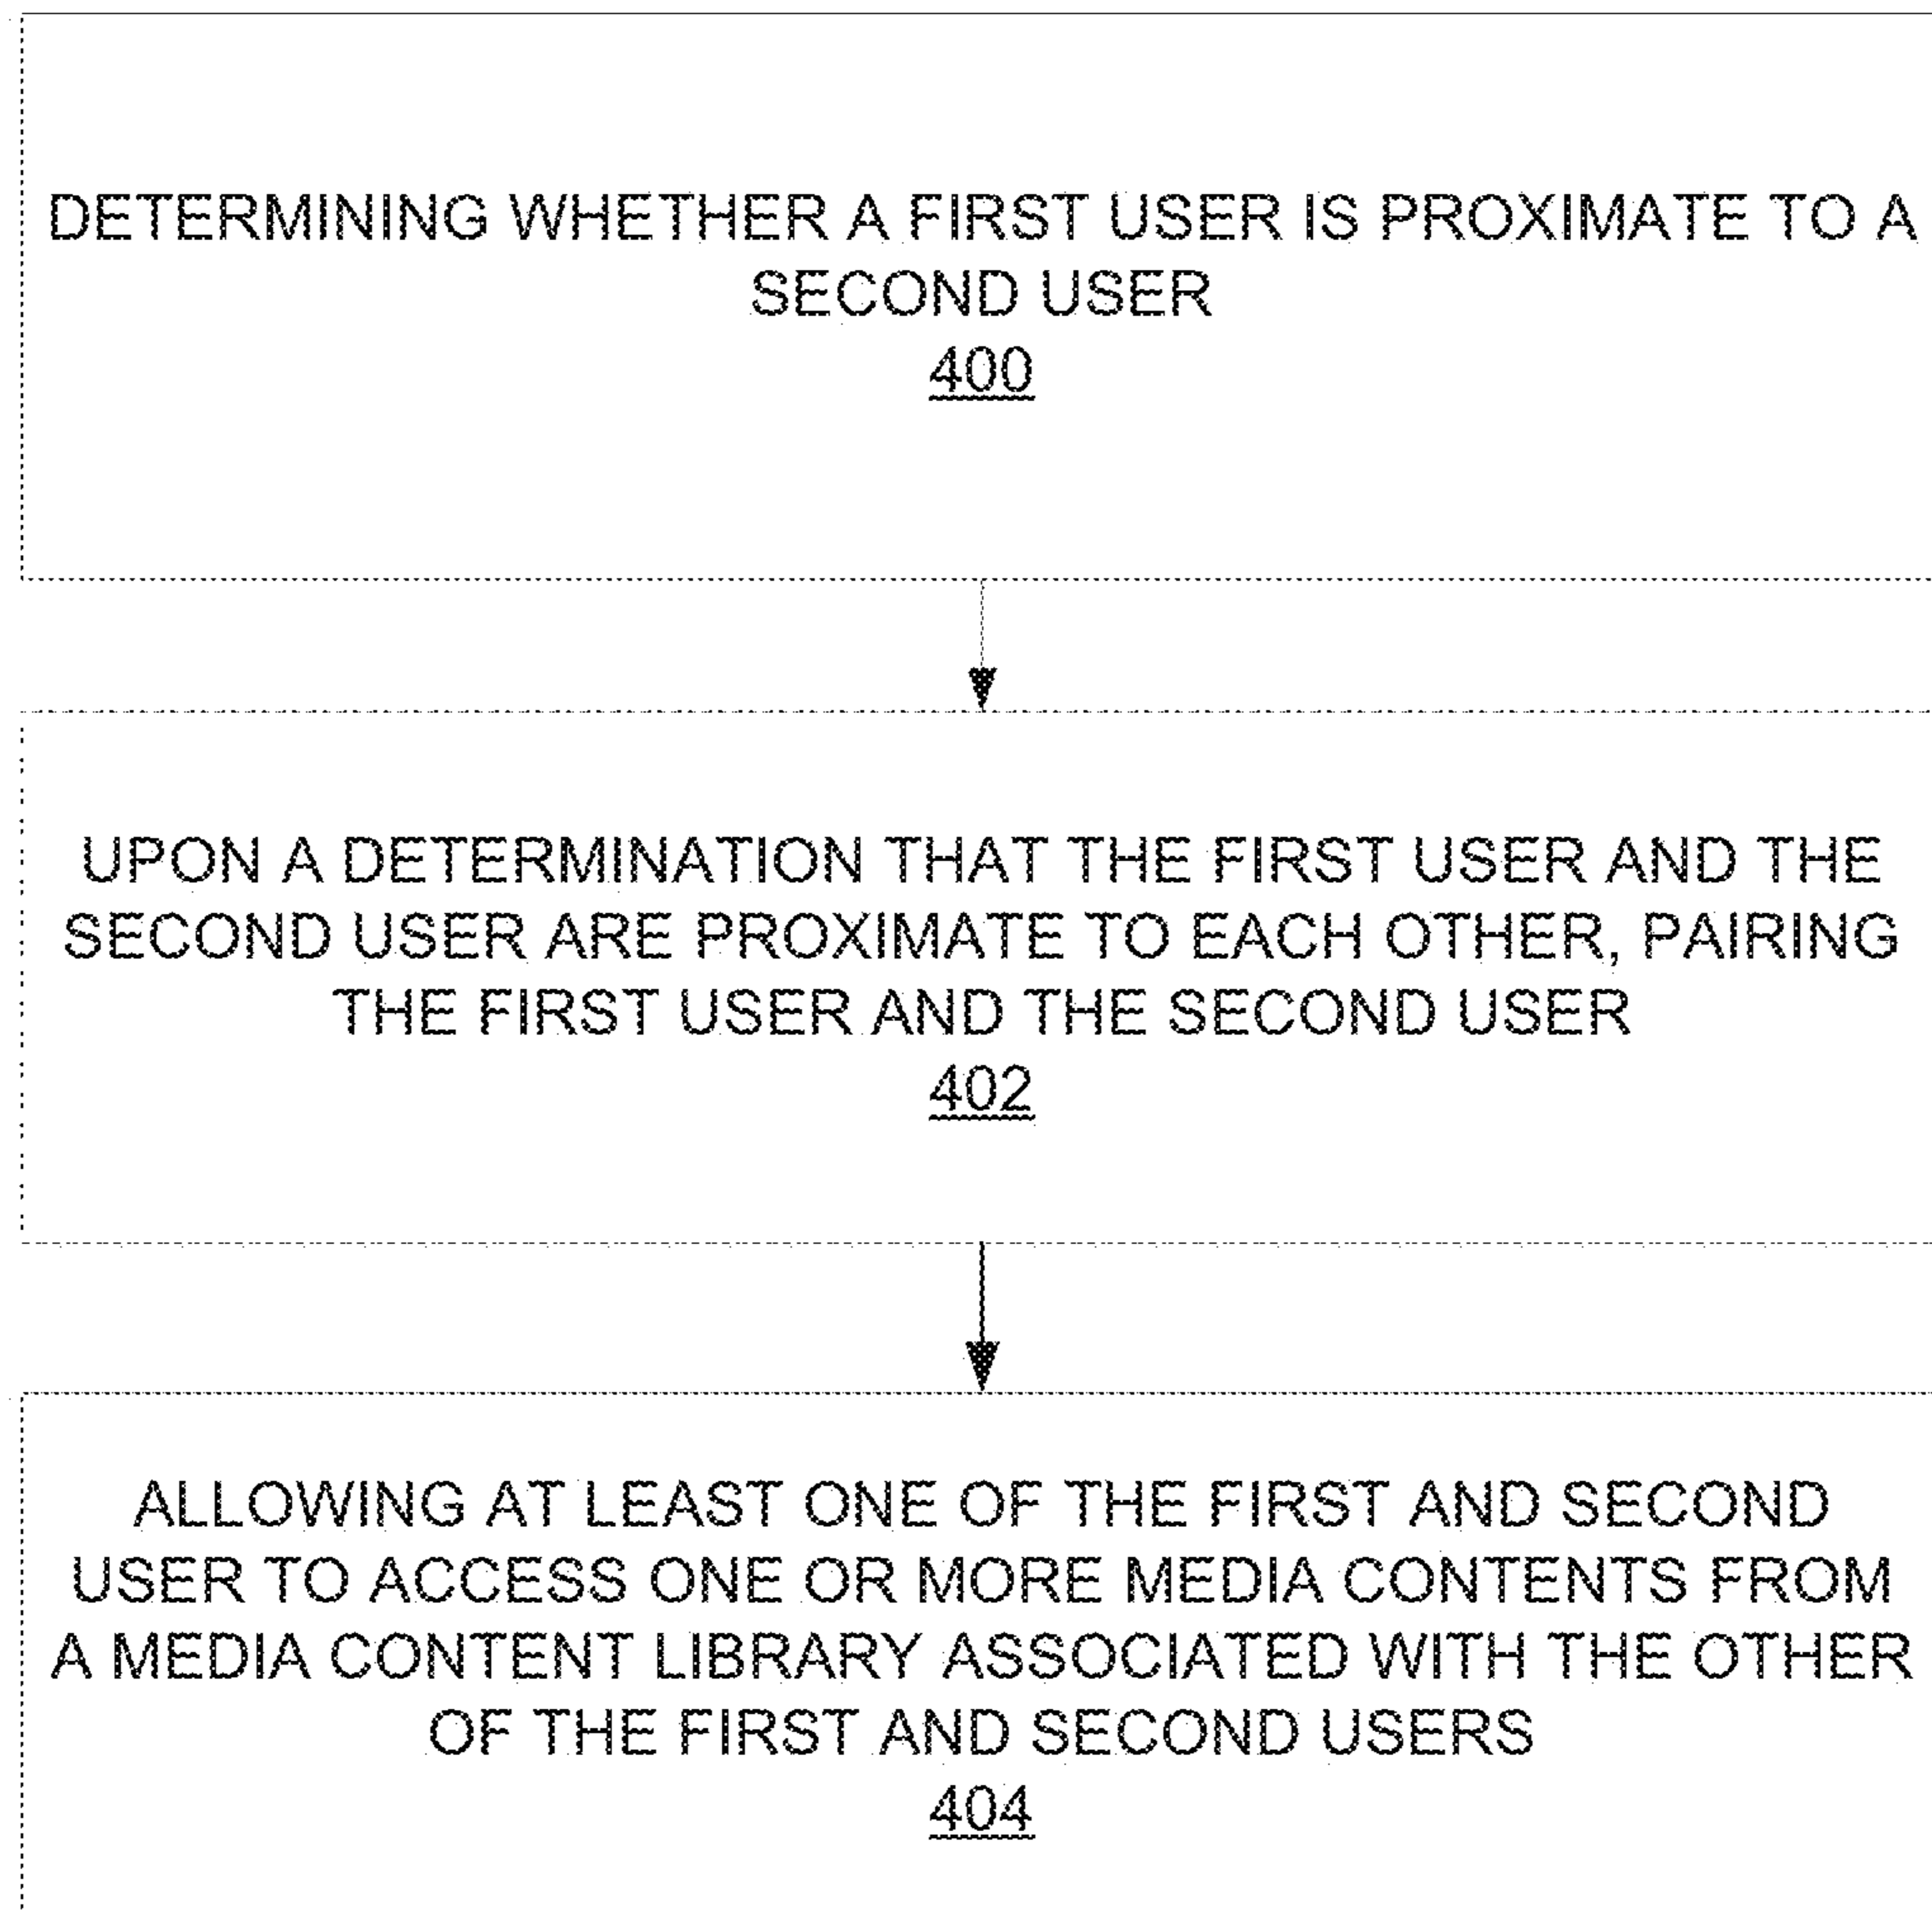 DETERMINING WHETHER A FIRST USER IS PROXIMATE TO A
SECOND USER
400
UPON A DETERMINATION THAT THE FIRST USER AND THE
SECOND USER ARE PROXIMATE TO EACH OTHER, PAIRING
THE FIRST USER AND THE SECOND USER
402
ALLOWING AT LEAST ONE OF THE FIRST AND SECOND
USER TO ACCESS ONE OR MORE MEDIA CONTENTS FROM
A MEDIA CONTENT LIBRARY ASSOCIATED WITH THE OTHER
OF THE FIRST AND SECOND USERS
404